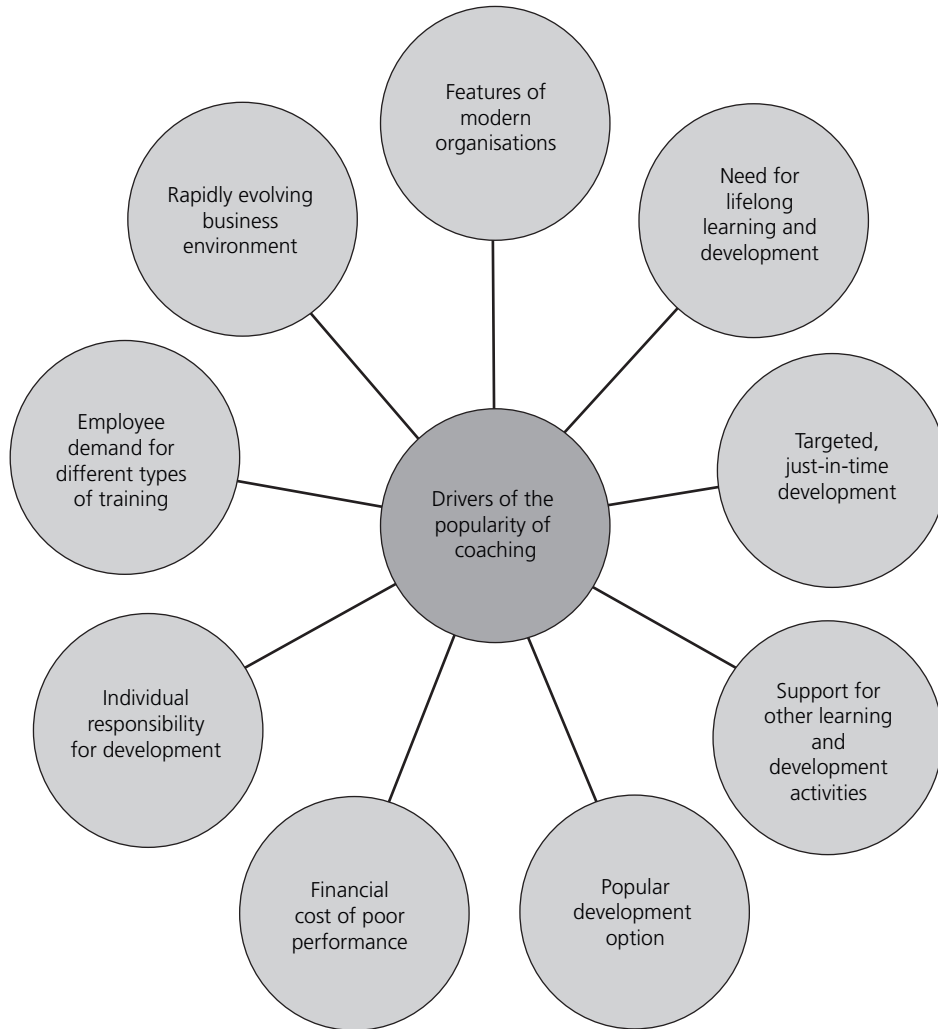 Features of
modern
organisations
Need for
lifelong
learning and
development
Targeted,
just-in-time
development
Support for
other learning
and
development
activities
Popular
development
option
Financial
cost of poor
performance
Individual
responsibility
for development
Employee
demand for
different types
of training
Rapidly evolving
business
environment
Drivers of the
popularity of
coaching